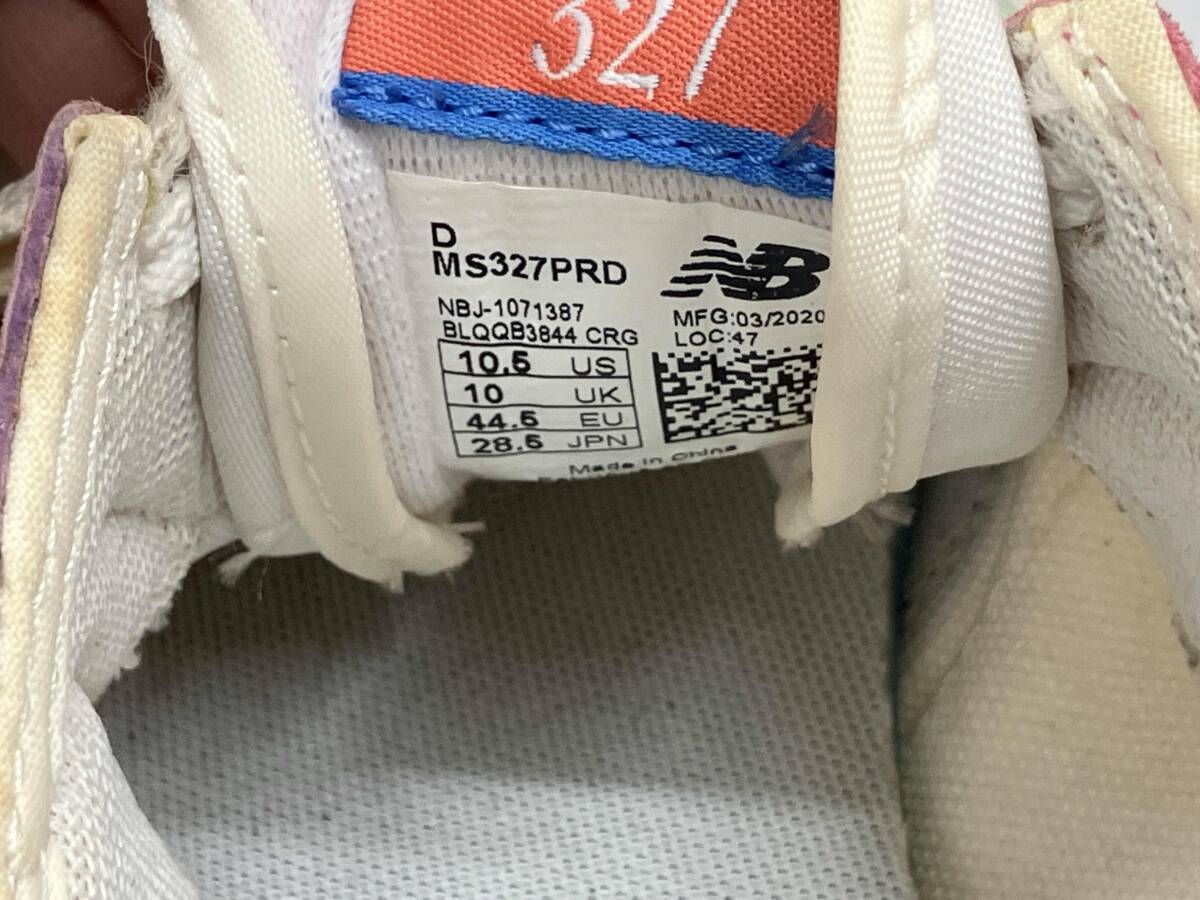 327
D
MS327PRD
NB
NBJ-1071387
MFG:03/2020
BLQQB3844 CRG
LOC:47
10.5 US
10 UK
44.5 EU
28.5 JPN
Made in China